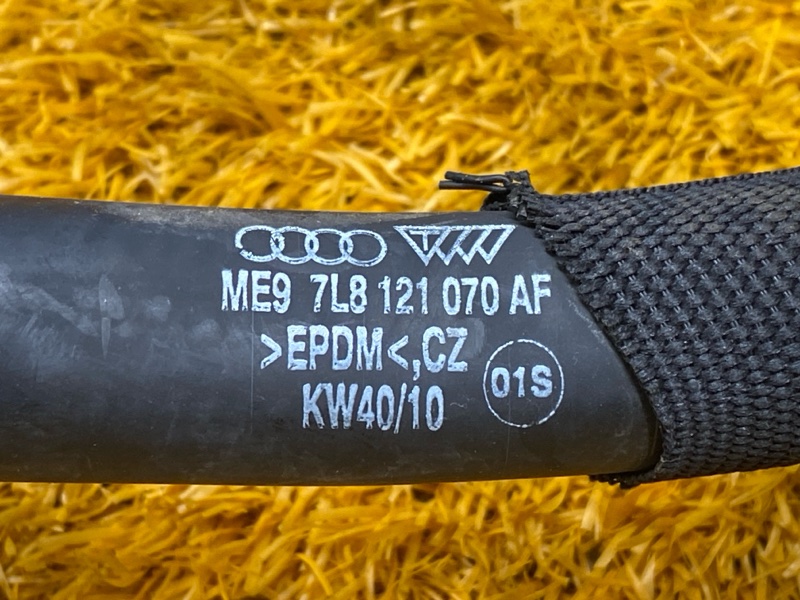 ME9 7L8 121 070 AF
>EPDM<,CZ
KW40/10
01S